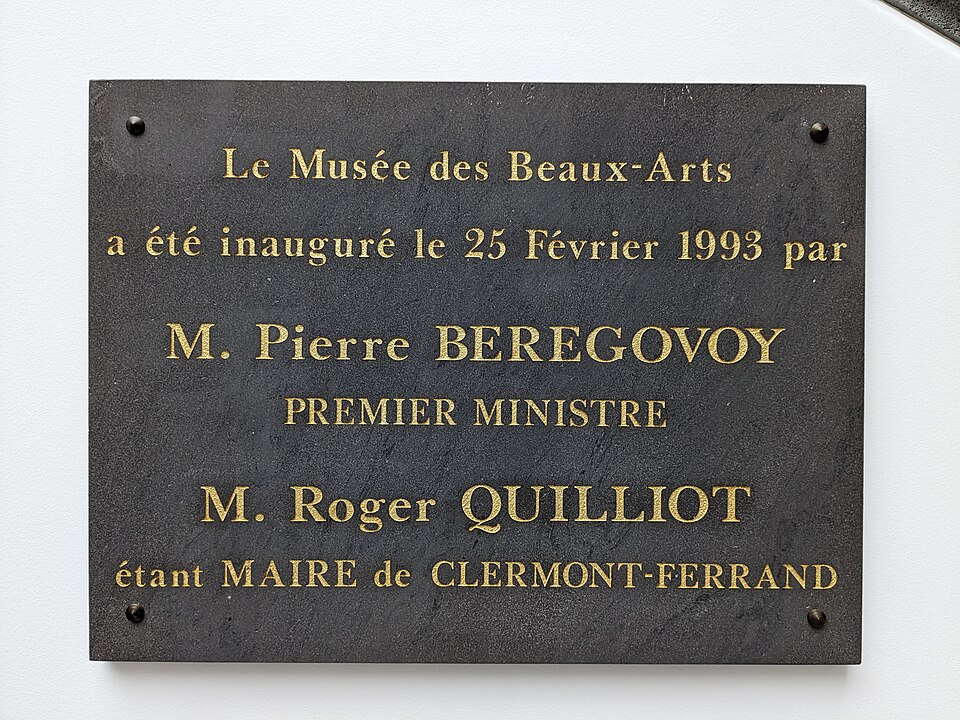 Le Musée des Beaux-Arts
a été inauguré le 25 Février 1993 par
M. Pierre BEREGOVOY
PREMIER MINISTRE
M. Roger QUILLIOT
étant MAIRE de CLERMONT-FERRAND